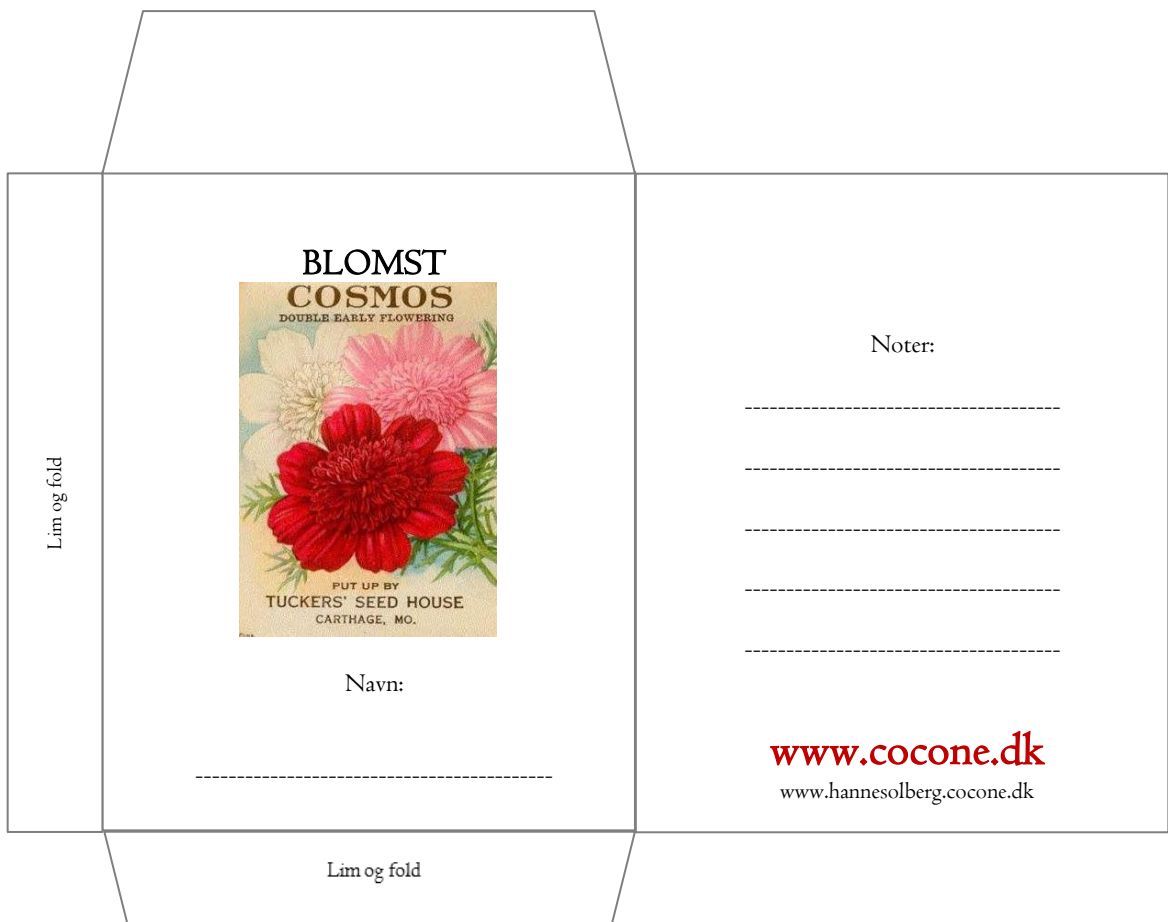 BLOMST
COSMOS
DOUBLE EARLY FLOWERING
PUT UP BY
TUCKERS' SEED HOUSE
CARTHAGE, MO.
Navn:
Lim og fold
Lim og fold
Noter:
www.cocone.dk
www.hannesolberg.cocone.dk